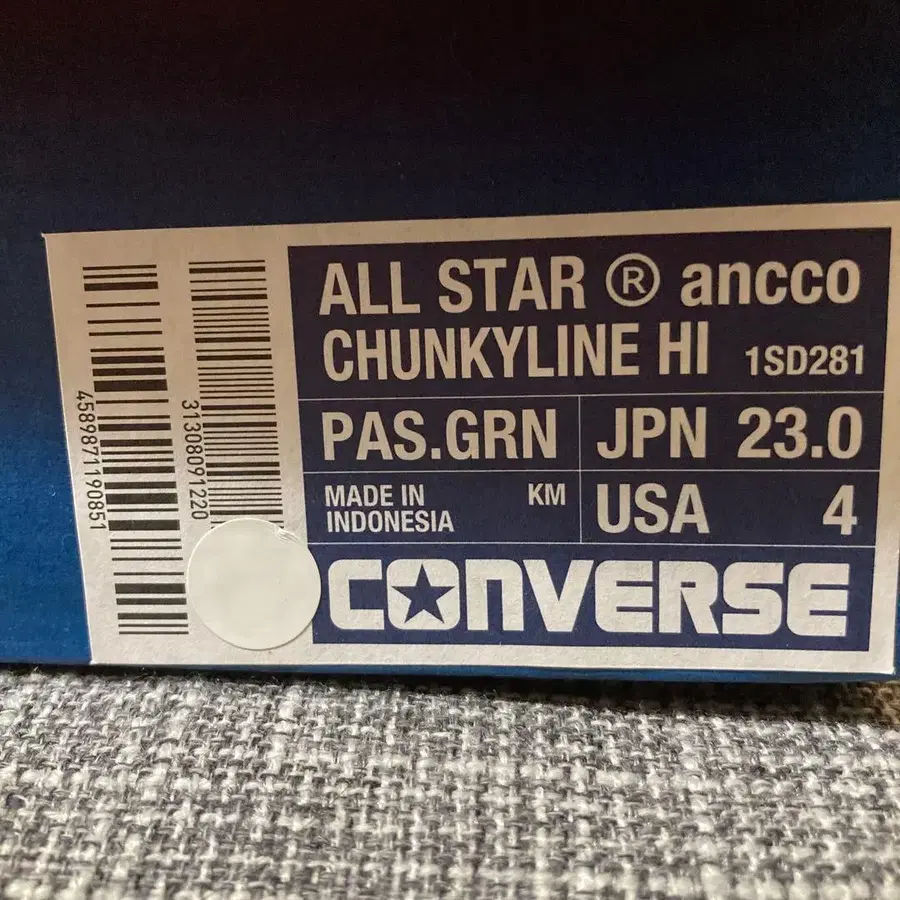 4589871190851
31308091220
ALL STAR ® ancco
CHUNKYLINE HI 1SD281
PAS.GRN JPN 23.0
MADE IN INDONESIA KM USA 4
CONVERSE